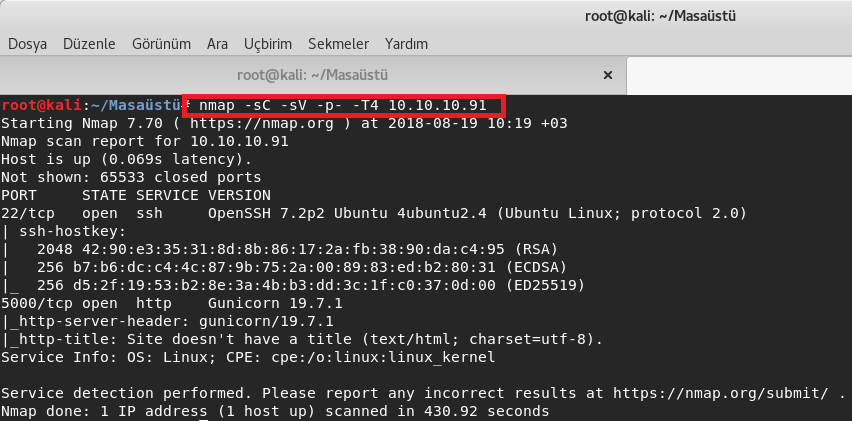 root@kali: ~/Masaüstü
Dosya Düzenle Görünüm Ara Uçbirim Sekmeler Yardım
root@kali: ~/Masaüstü ×
root@kali:~/Masaüstü# nmap -sC -sV -p- -T4 10.10.10.91
Starting Nmap 7.70 ( https://nmap.org ) at 2018-08-19 10:19 +03
Nmap scan report for 10.10.10.91
Host is up (0.069s latency).
Not shown: 65533 closed ports
PORT     STATE SERVICE VERSION
22/tcp   open  ssh     OpenSSH 7.2p2 Ubuntu 4ubuntu2.4 (Ubuntu Linux; protocol 2.0)
| ssh-hostkey:
|   2048 42:90:e3:35:31:8d:8b:86:17:2a:fb:38:90:da:c4:95 (RSA)
|   256 b7:b6:dc:c4:4c:87:9b:75:2a:00:89:83:ed:b2:80:31 (ECDSA)
|_  256 d5:2f:19:53:b2:8e:3a:4b:b3:dd:3c:1f:c0:37:0d:00 (ED25519)
5000/tcp open  http    Gunicorn 19.7.1
|_http-server-header: gunicorn/19.7.1
|_http-title: Site doesn't have a title (text/html; charset=utf-8).
Service Info: OS: Linux; CPE: cpe:/o:linux:linux_kernel
Service detection performed. Please report any incorrect results at https://nmap.org/submit/ .
Nmap done: 1 IP address (1 host up) scanned in 430.92 seconds